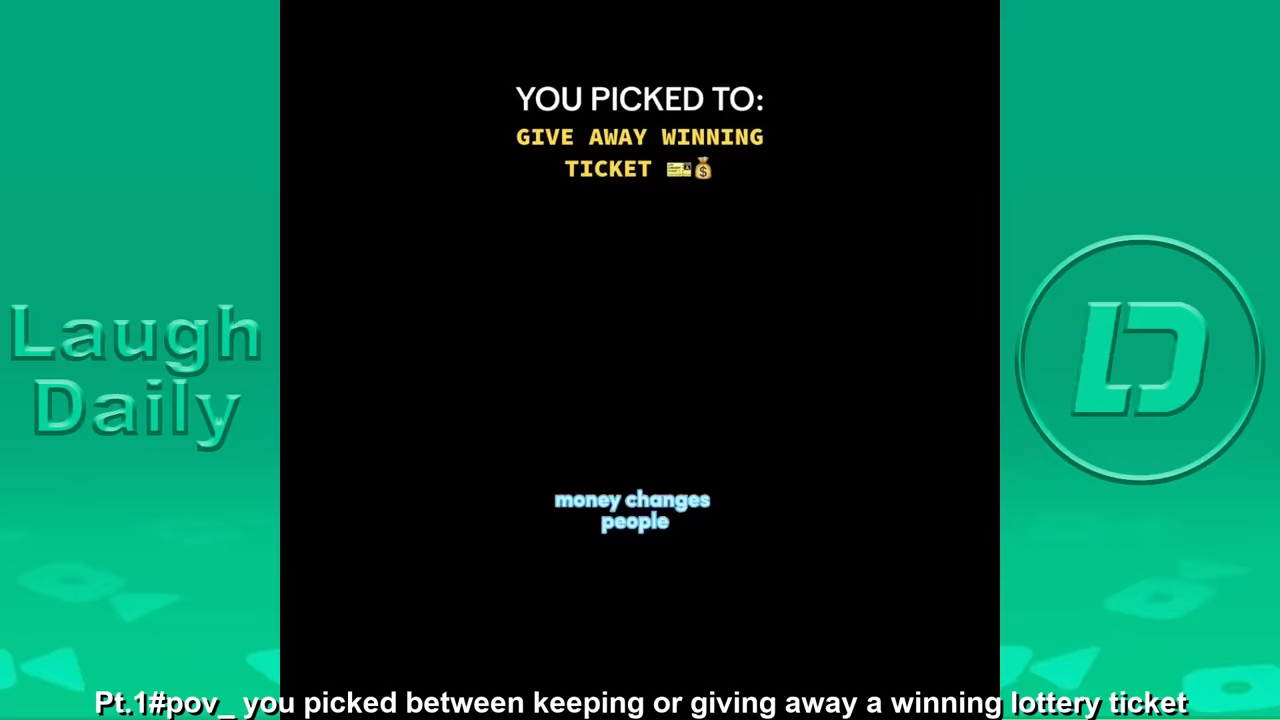 YOU PICKED TO:
GIVE AWAY WINNING
TICKET 🎫💰
Laugh
Daily
LD
money changes
people
Pt.1#pov_ you picked between keeping or giving away a winning lottery ticket